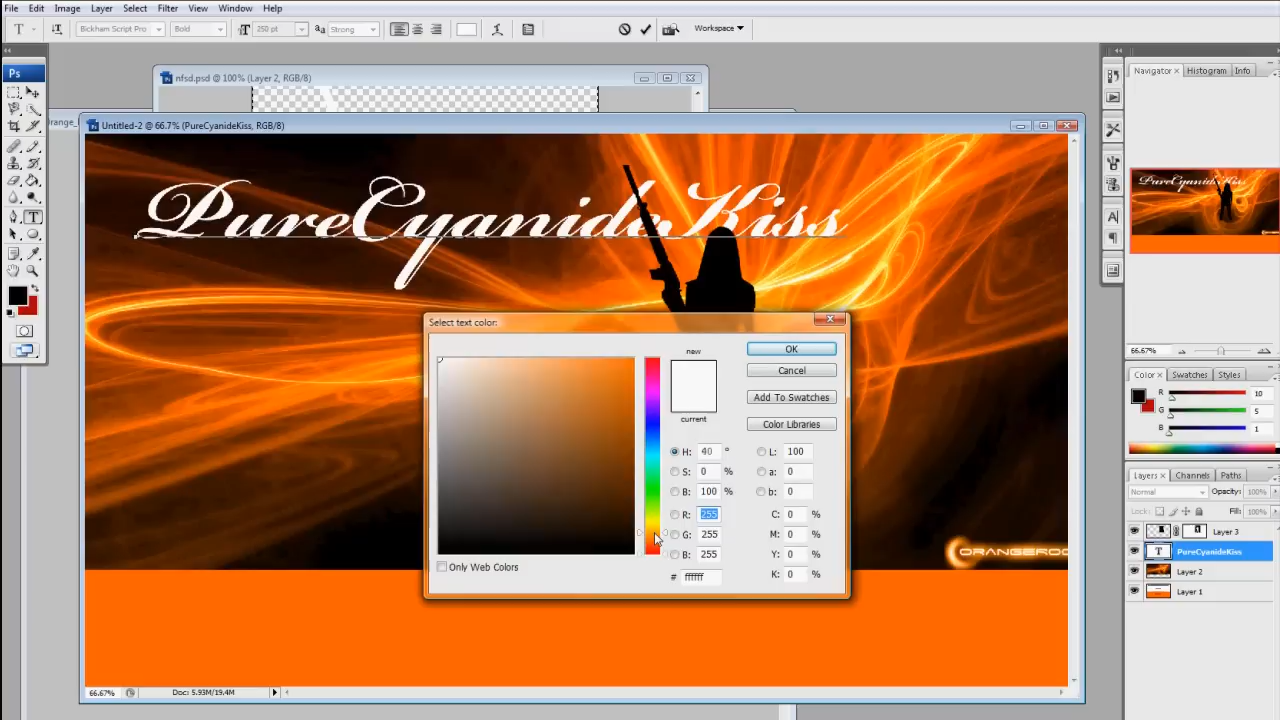 File Edit Image Layer Select Filter View Window Help
T Bickham Script Pro Bold 250 pt aa Strong Workspace
Ps
nfsd.psd @ 100% (Layer 2, RGB/8)
Untitled-2 @ 66.7% (PureCyanideKiss, RGB/8)
PureCyanideKiss
Select text color:
new
current
OK
Cancel
Add To Swatches
Color Libraries
H: 40 ° L: 100
S: 0 % a: 0
B: 100 % b: 0
R: 255 C: 0 %
G: 255 M: 0 %
B: 255 Y: 0 %
# ffffff K: 0 %
Only Web Colors
66.67% Doc: 5.93M/19.4M
Navigator Histogram Info
66.67%
Color Swatches Styles
R 10
G 5
B 1
Layers Channels Paths
Normal Opacity: 100%
Lock: Fill: 100%
Layer 3
T PureCyanideKiss
Layer 2
Layer 1